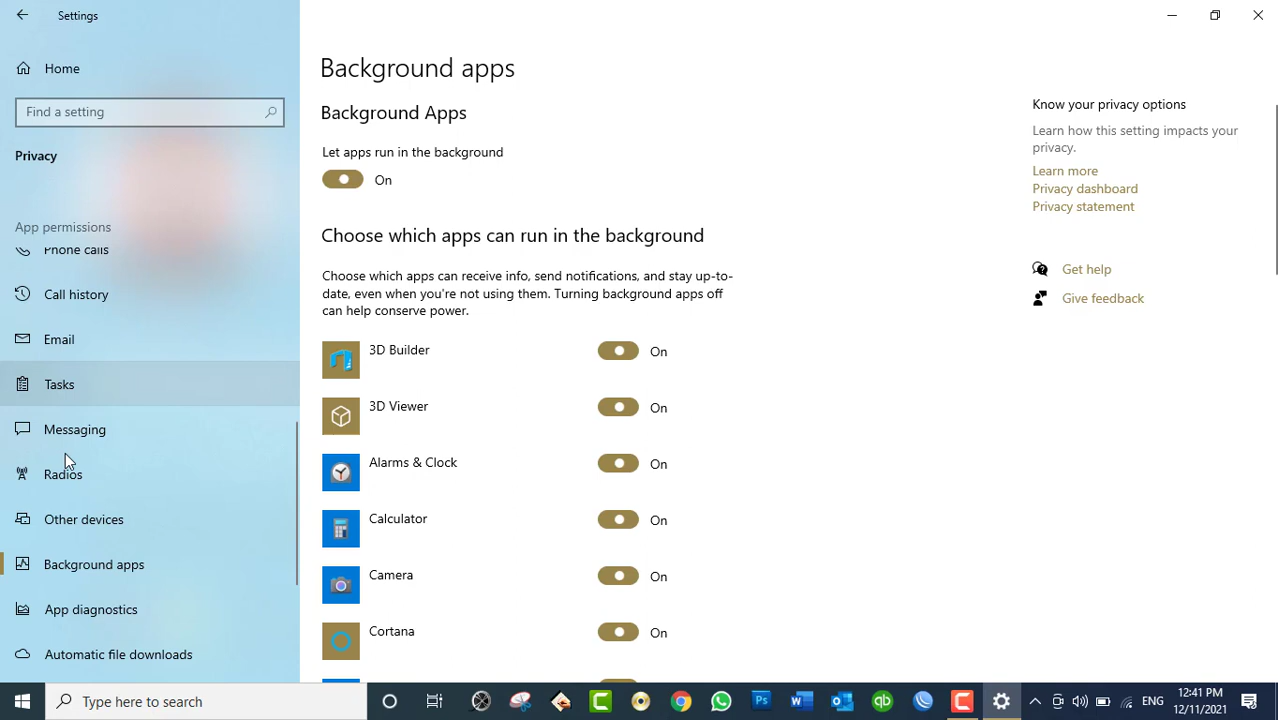 Settings
Home
Find a setting
Privacy
App permissions
Phone calls
Call history
Email
Tasks
Messaging
Radios
Other devices
Background apps
App diagnostics
Automatic file downloads
Background apps
Background Apps
Let apps run in the background
On
Choose which apps can run in the background
Choose which apps can receive info, send notifications, and stay up-to-
date, even when you're not using them. Turning background apps off
can help conserve power.
3D Builder On
3D Viewer On
Alarms & Clock On
Calculator On
Camera On
Cortana On
Know your privacy options
Learn how this setting impacts your
privacy.
Learn more
Privacy dashboard
Privacy statement
Get help
Give feedback
Type here to search
Ps
W
qb
C
ENG
12:41 PM
12/11/2021